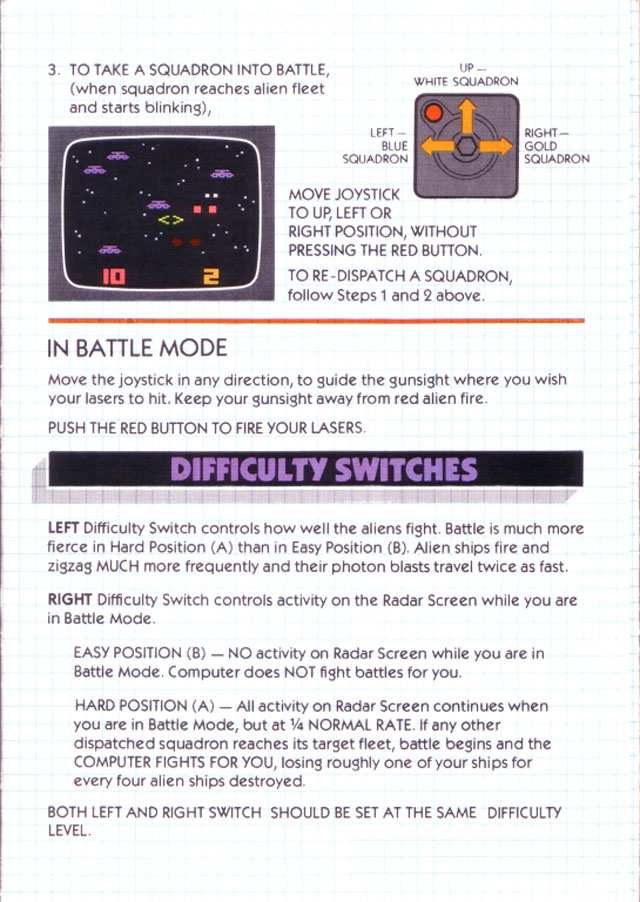 3. TO TAKE A SQUADRON INTO BATTLE,
(when squadron reaches alien fleet
and starts blinking),
UP —
WHITE SQUADRON
LEFT —
BLUE
SQUADRON
RIGHT —
GOLD
SQUADRON
10 2
MOVE JOYSTICK
TO UP, LEFT OR
RIGHT POSITION, WITHOUT
PRESSING THE RED BUTTON.
TO RE-DISPATCH A SQUADRON,
follow Steps 1 and 2 above.
IN BATTLE MODE
Move the joystick in any direction, to guide the gunsight where you wish
your lasers to hit. Keep your gunsight away from red alien fire.
PUSH THE RED BUTTON TO FIRE YOUR LASERS.
DIFFICULTY SWITCHES
LEFT Difficulty Switch controls how well the aliens fight. Battle is much more
fierce in Hard Position (A) than in Easy Position (B). Alien ships fire and
zigzag MUCH more frequently and their photon blasts travel twice as fast.
RIGHT Difficulty Switch controls activity on the Radar Screen while you are
in Battle Mode.
EASY POSITION (B) — NO activity on Radar Screen while you are in
Battle Mode. Computer does NOT fight battles for you.
HARD POSITION (A) — All activity on Radar Screen continues when
you are in Battle Mode, but at ¼ NORMAL RATE. If any other
dispatched squadron reaches its target fleet, battle begins and the
COMPUTER FIGHTS FOR YOU, losing roughly one of your ships for
every four alien ships destroyed.
BOTH LEFT AND RIGHT SWITCH SHOULD BE SET AT THE SAME DIFFICULTY
LEVEL.